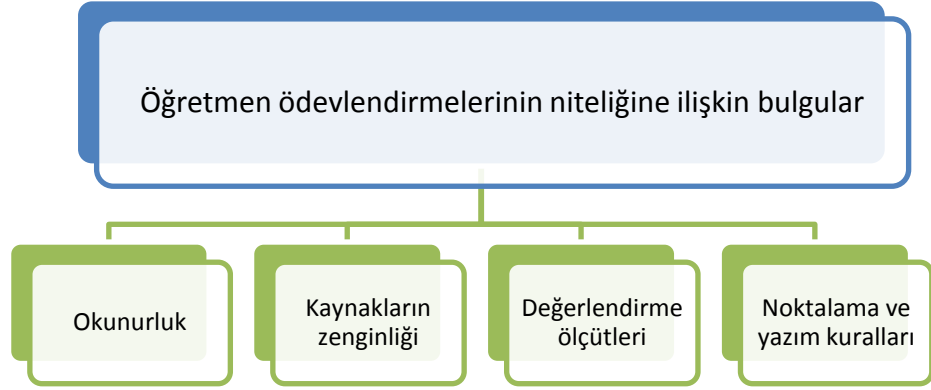 Öğretmen ödevlendirmelerinin niteliğine ilişkin bulgular
Okunurluk
Kaynakların
zenginliği
Değerlendirme
ölçütleri
Noktalama ve
yazım kuralları